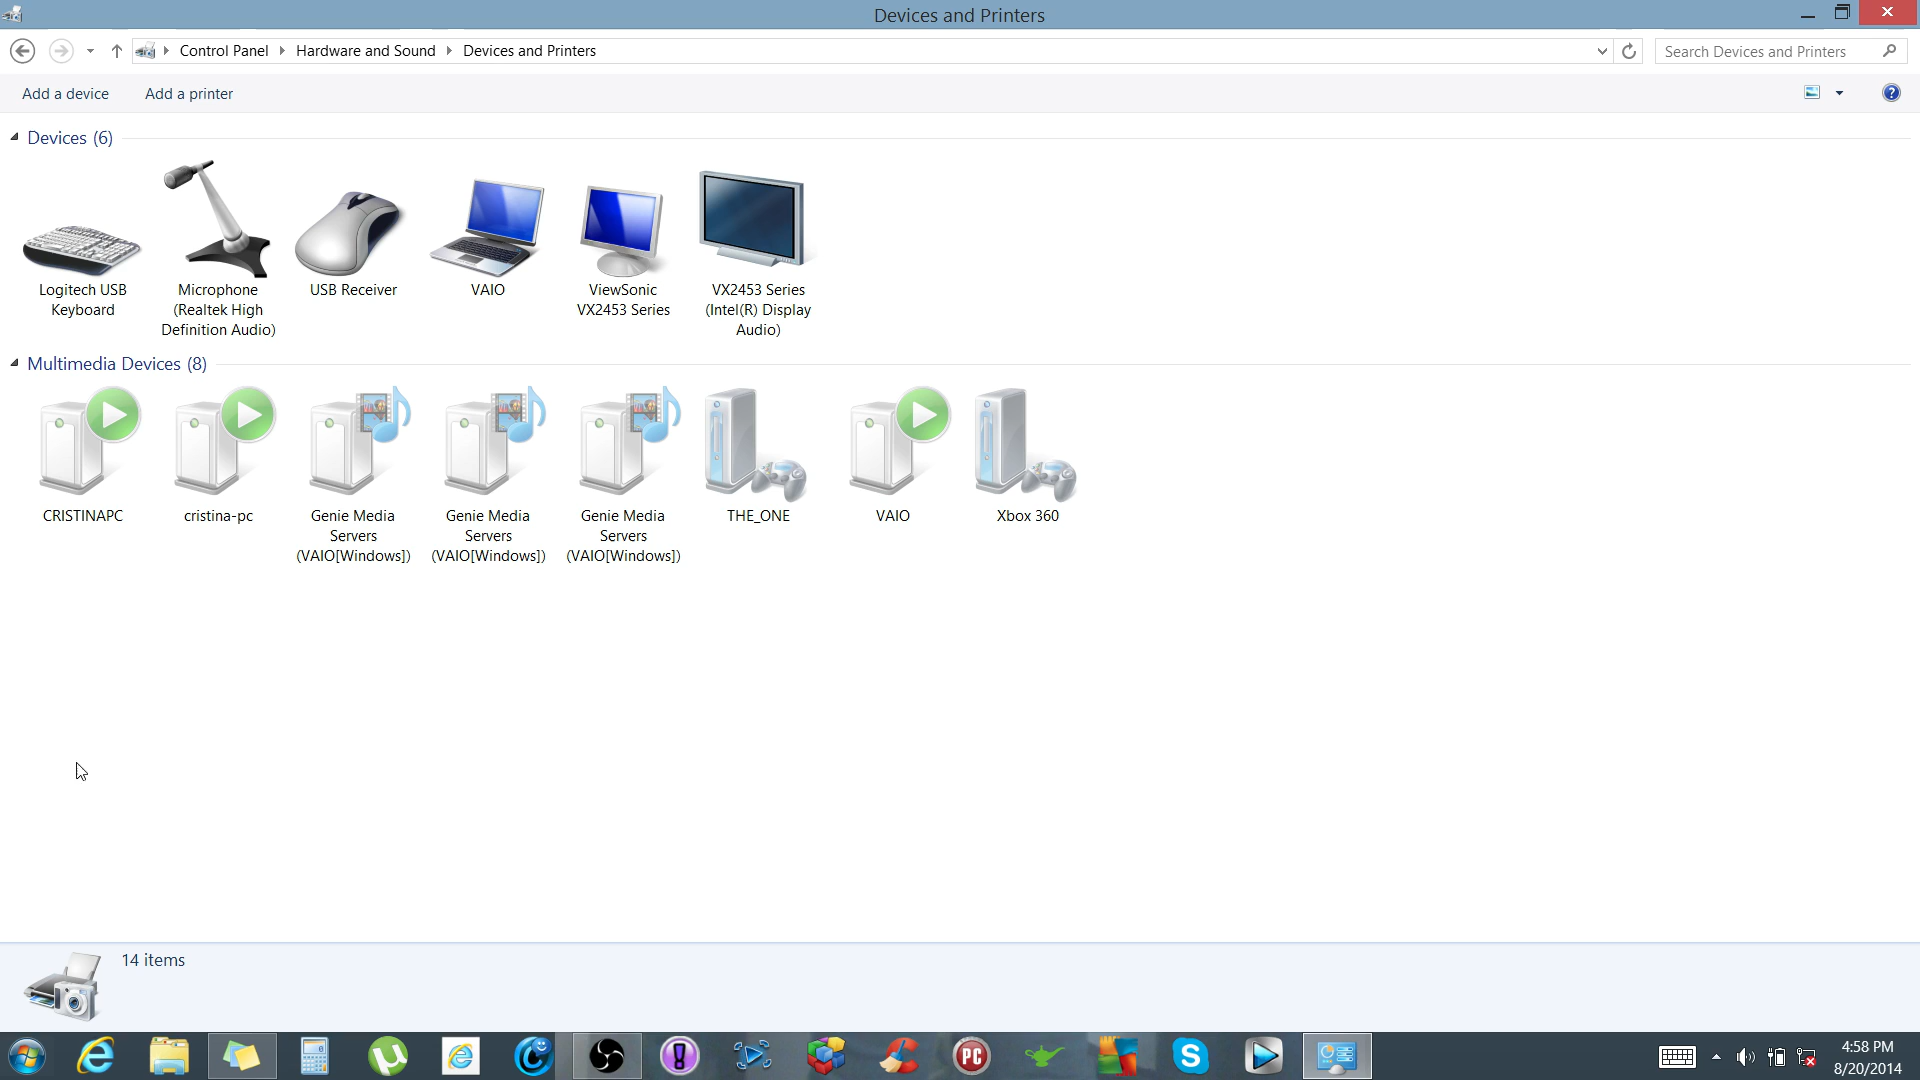 Devices and Printers
Control Panel Hardware and Sound Devices and Printers
Search Devices and Printers
Add a device Add a printer
Devices (6)
Logitech USB Keyboard
Microphone (Realtek High Definition Audio)
USB Receiver
VAIO
ViewSonic VX2453 Series
VX2453 Series (Intel(R) Display Audio)
Multimedia Devices (8)
CRISTINAPC
cristina-pc
Genie Media Servers (VAIO[Windows])
Genie Media Servers (VAIO[Windows])
Genie Media Servers (VAIO[Windows])
THE_ONE
VAIO
Xbox 360
14 items
PC
4:58 PM
8/20/2014